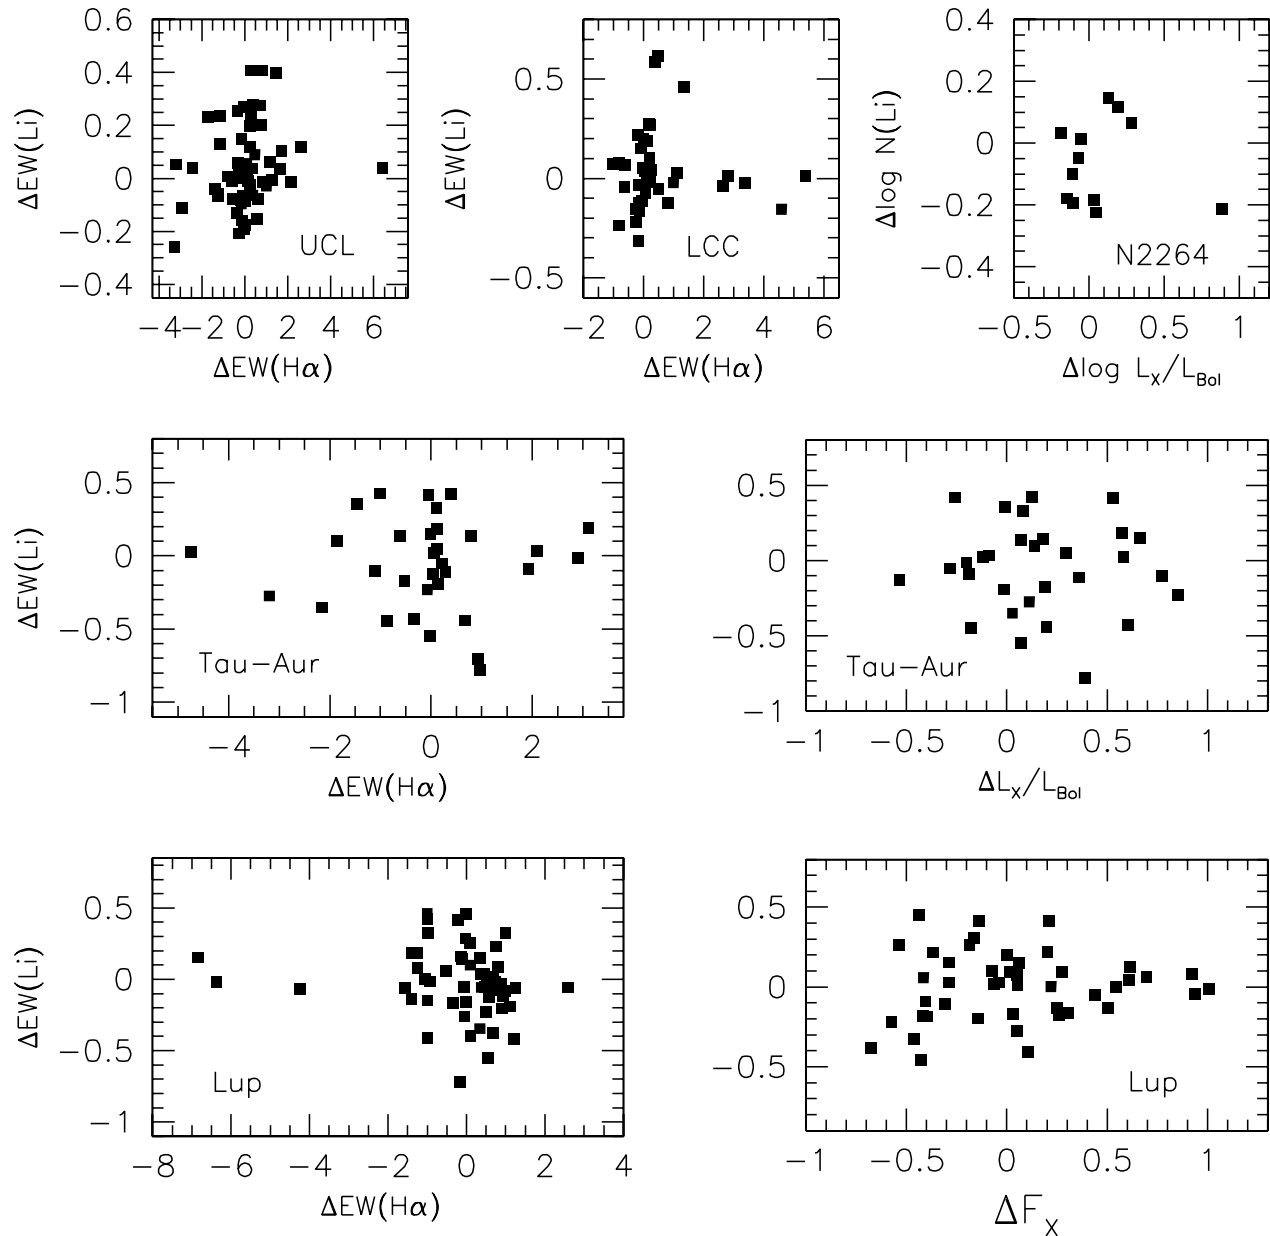 0.6
0.4
0.2
0
−0.2
−0.4
ΔEW(Li)
UCL
−4−2 0 2 4 6
ΔEW(Hα)
0.5
0
−0.5
ΔEW(Li)
LCC
−2 0 2 4 6
ΔEW(Hα)
0.4
0.2
0
−0.2
−0.4
Δlog N(Li)
N2264
−0.5 0 0.5 1
Δlog L_X/L_Bol
0.5
0
−0.5
−1
ΔEW(Li)
Tau−Aur
−4 −2 0 2
ΔEW(Hα)
0.5
0
−0.5
−1
Tau−Aur
−1 −0.5 0 0.5 1
ΔL_X/L_Bol
0.5
0
−0.5
−1
ΔEW(Li)
Lup
−8 −6 −4 −2 0 2 4
ΔEW(Hα)
0.5
0
−0.5
Lup
−1 −0.5 0 0.5 1
ΔF_X